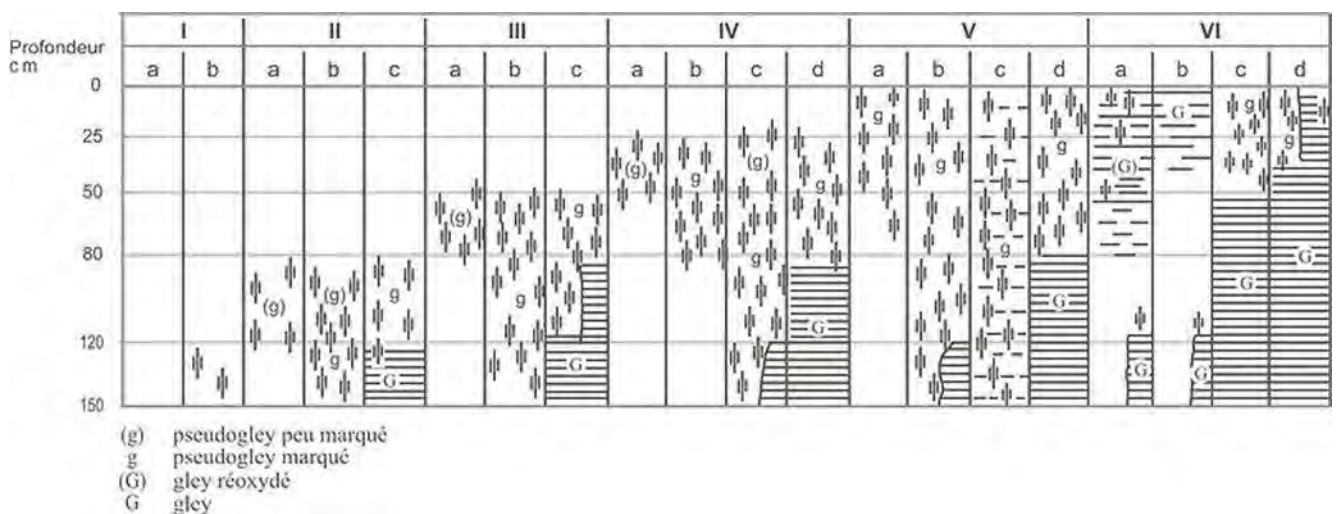 I II III IV V VI
Profondeur
cm a b a b c a b c a b c d a b c d a b c d
0
g (G) G g g
25
(g) g (g) g g g
50
(g) g g
80
(g) (g) g g g g G G G
120
g G G G G G
150
(g) pseudogley peu marqué
g pseudogley marqué
(G) gley réoxydé
G gley